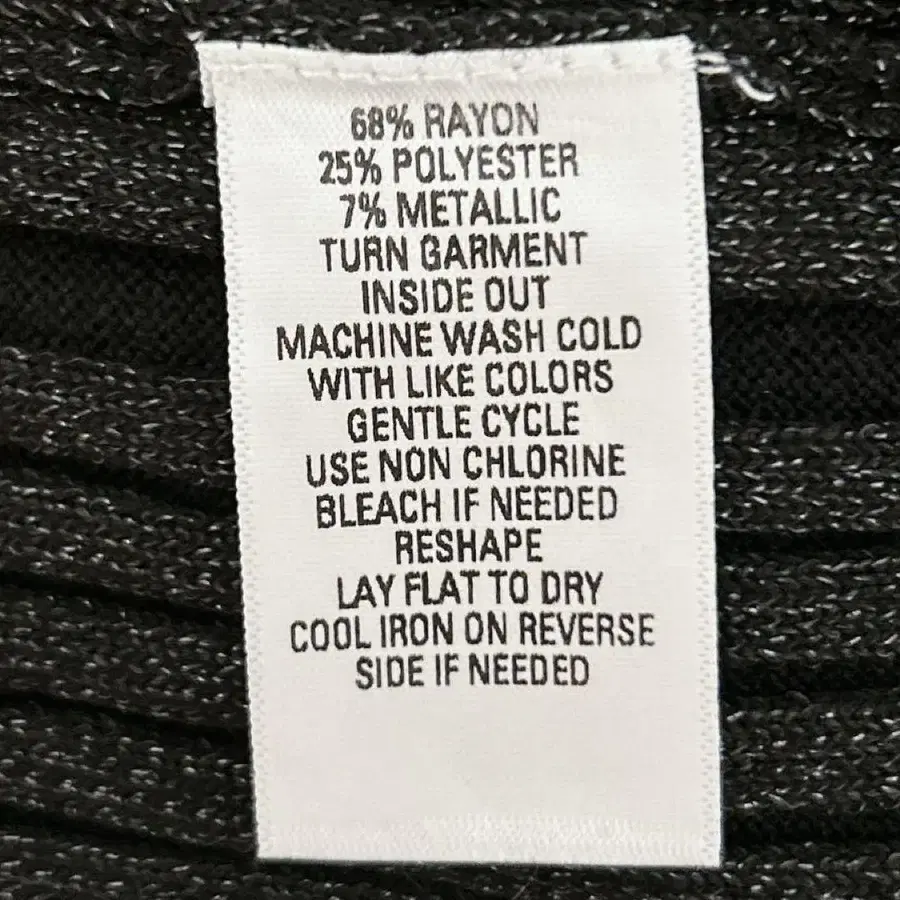 68% RAYON
25% POLYESTER
7% METALLIC
TURN GARMENT
INSIDE OUT
MACHINE WASH COLD
WITH LIKE COLORS
GENTLE CYCLE
USE NON CHLORINE
BLEACH IF NEEDED
RESHAPE
LAY FLAT TO DRY
COOL IRON ON REVERSE
SIDE IF NEEDED